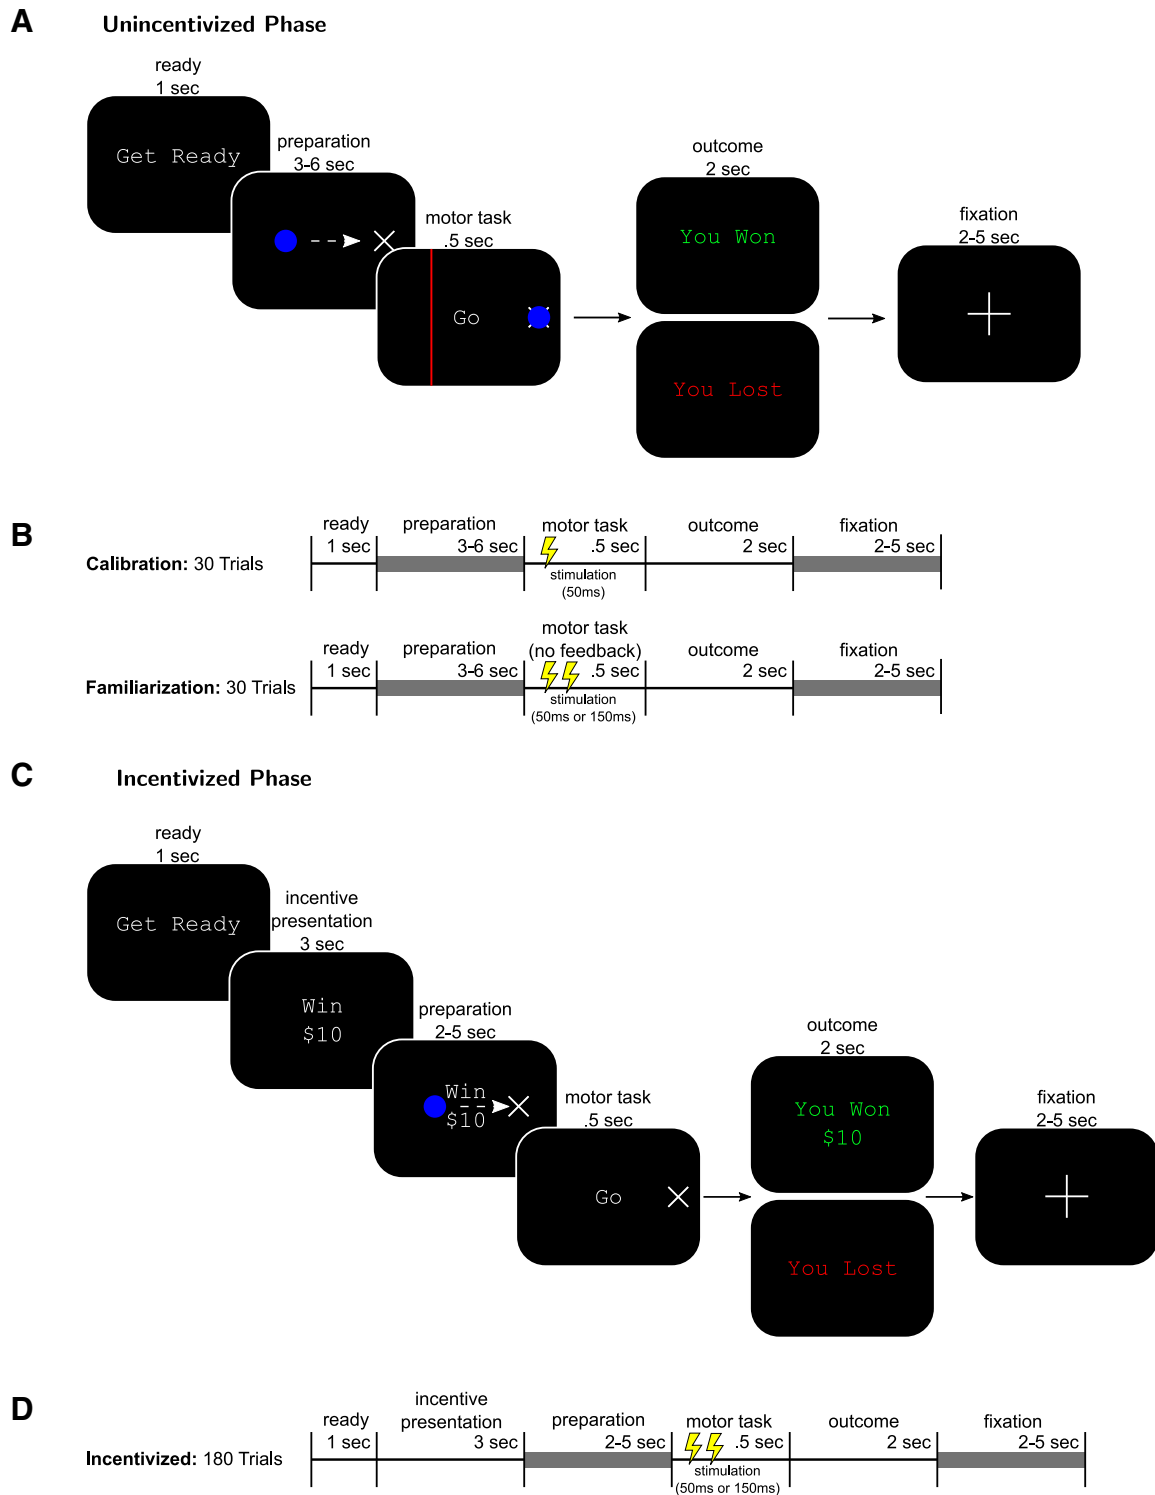 A
Unincentivized Phase
ready
1 sec
Get Ready
preparation
3-6 sec
motor task
.5 sec
Go
outcome
2 sec
You Won
You Lost
fixation
2-5 sec
B
Calibration: 30 Trials
ready
1 sec
preparation
3-6 sec
motor task
.5 sec
stimulation
(50ms)
outcome
2 sec
fixation
2-5 sec
Familiarization: 30 Trials
ready
1 sec
preparation
3-6 sec
motor task
(no feedback)
.5 sec
stimulation
(50ms or 150ms)
outcome
2 sec
fixation
2-5 sec
C
Incentivized Phase
ready
1 sec
Get Ready
incentive
presentation
3 sec
Win
$10
preparation
2-5 sec
Win
$10
motor task
.5 sec
Go
outcome
2 sec
You Won
$10
You Lost
fixation
2-5 sec
D
Incentivized: 180 Trials
ready
1 sec
incentive
presentation
3 sec
preparation
2-5 sec
motor task
.5 sec
stimulation
(50ms or 150ms)
outcome
2 sec
fixation
2-5 sec